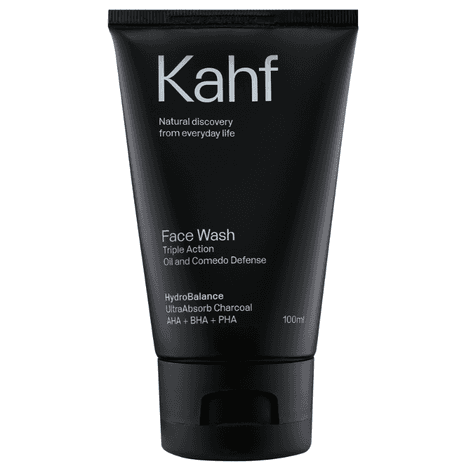 Kahf
Natural discovery
from everyday life
Face Wash
Triple Action
Oil and Comedo Defense
HydroBalance
UltraAbsorb Charcoal
AHA + BHA + PHA
100ml